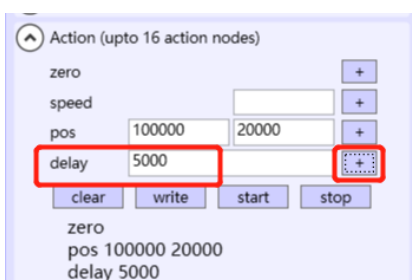 Action (upto 16 action nodes)
zero +
speed +
pos 100000 20000 +
delay 5000 +
clear write start stop
zero
pos 100000 20000
delay 5000